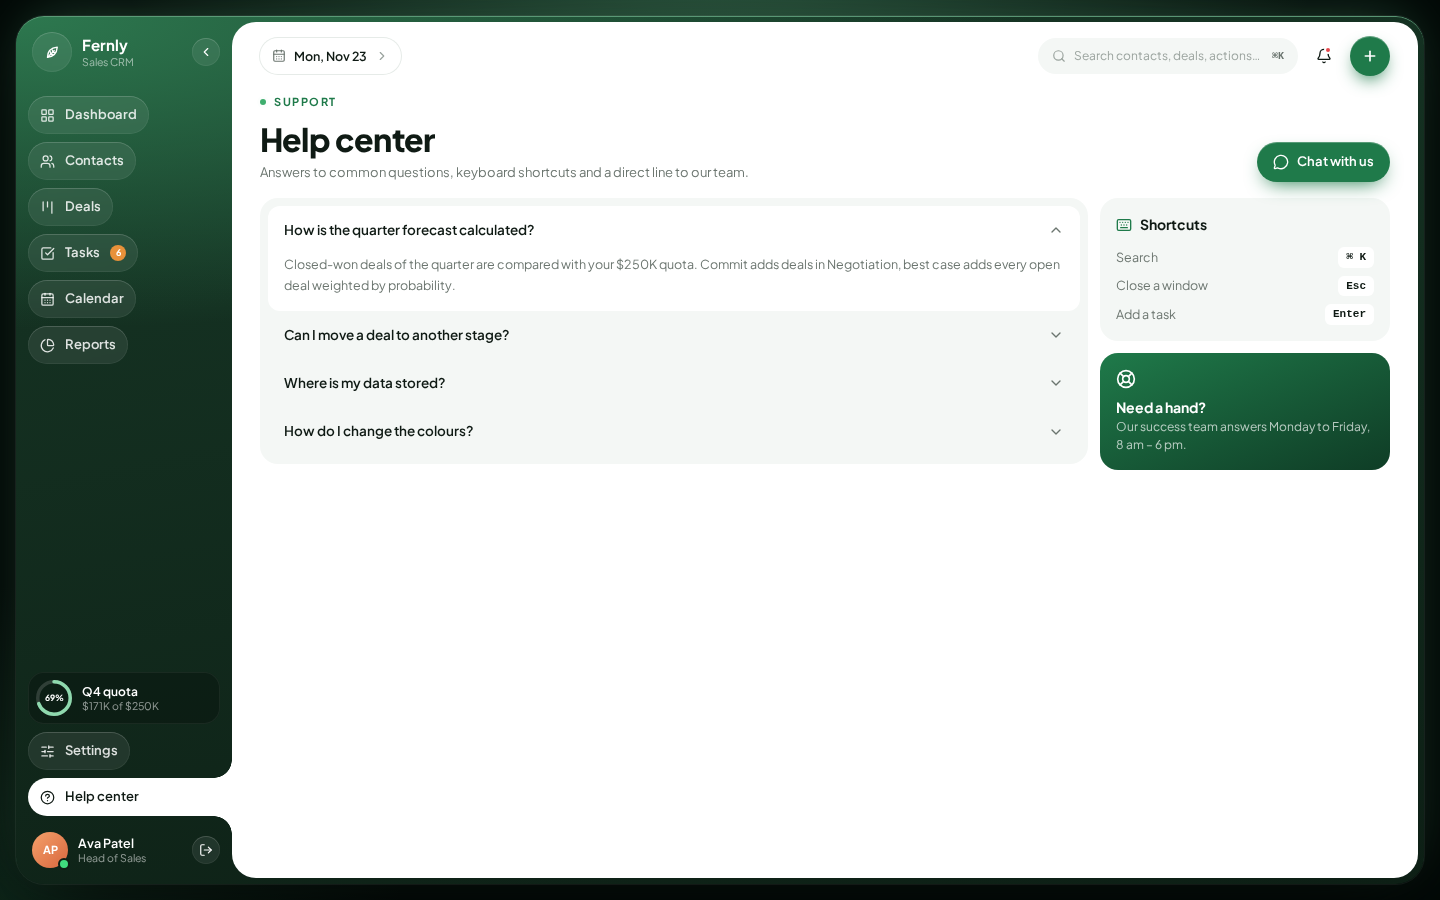 Fernly
Sales CRM
Dashboard
Contacts
Deals
Tasks 6
Calendar
Reports
69%
Q4 quota
$171K of $250K
Settings
Help center
AP
Ava Patel
Head of Sales
Mon, Nov 23
Search contacts, deals, actions... ⌘K
SUPPORT
Help center
Answers to common questions, keyboard shortcuts and a direct line to our team.
Chat with us
How is the quarter forecast calculated?
Closed-won deals of the quarter are compared with your $250K quota. Commit adds deals in Negotiation, best case adds every open
deal weighted by probability.
Can I move a deal to another stage?
Where is my data stored?
How do I change the colours?
Shortcuts
Search ⌘ K
Close a window Esc
Add a task Enter
Need a hand?
Our success team answers Monday to Friday,
8 am – 6 pm.